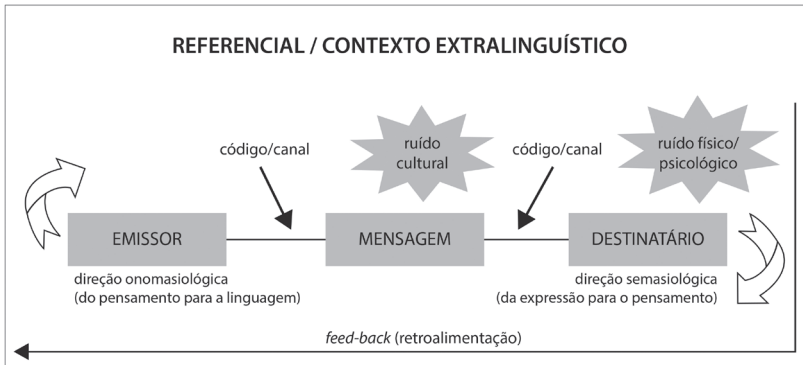 REFERENCIAL / CONTEXTO EXTRALINGUÍSTICO
código/canal
ruído
cultural
código/canal
ruído físico/
psicológico
EMISSOR
MENSAGEM
DESTINATÁRIO
direção onomasiológica
(do pensamento para a linguagem)
direção semasiológica
(da expressão para o pensamento)
feed-back (retroalimentação)